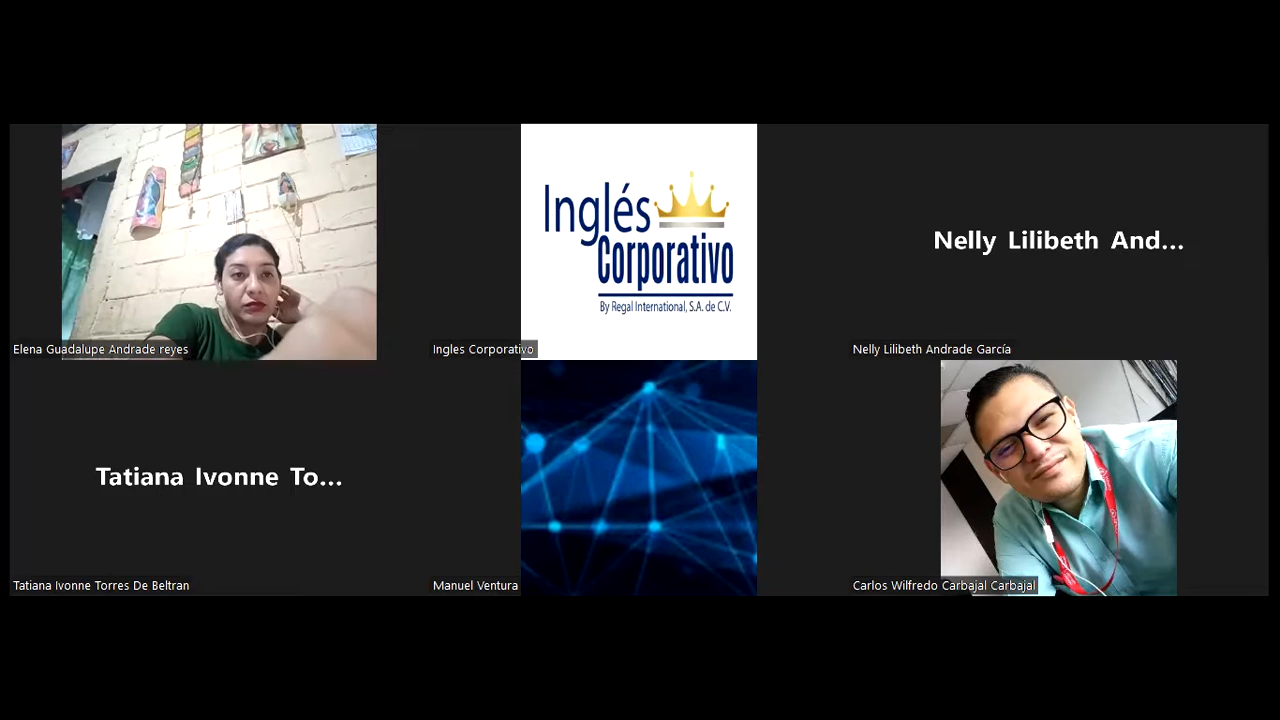 Inglés
Corporativo
By Regal International, S.A. de C.V.
Nelly Lilibeth And...
Elena Guadalupe Andrade reyes
Ingles Corporativo
Nelly Lilibeth Andrade García
Tatiana Ivonne To...
Tatiana Ivonne Torres De Beltran
Manuel Ventura
Carlos Wilfredo Carbajal Carbajal